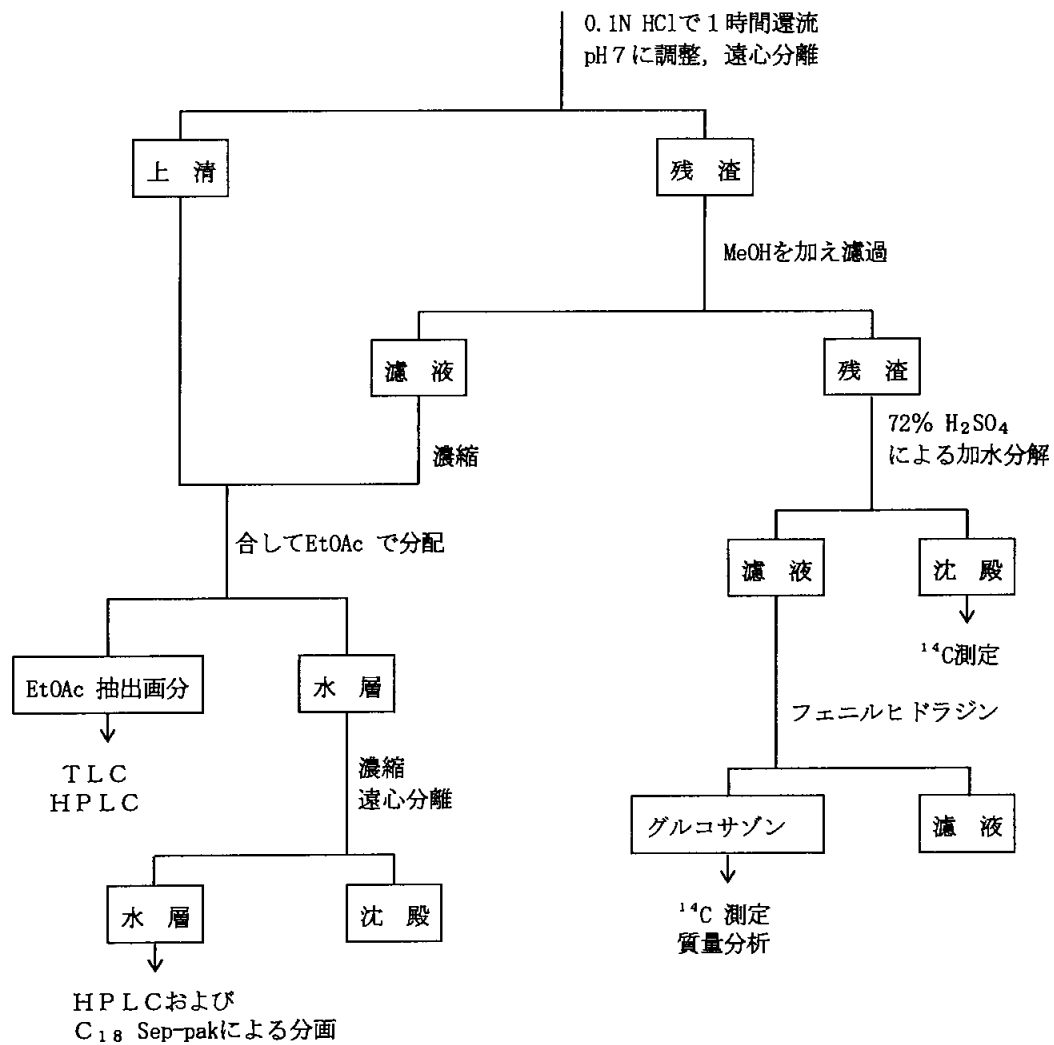 0.1N HClで1時間還流
pH7に調整，遠心分離
上 清
残 渣
MeOHを加え濾過
濾 液
残 渣
濃縮
72% H₂SO₄
による加水分解
合してEtOAc で分配
濾 液
沈 殿
¹⁴C測定
EtOAc 抽出画分
水 層
フェニルヒドラジン
TLC
HPLC
濃縮
遠心分離
グルコサゾン
濾 液
水 層
沈 殿
¹⁴C 測定
質量分析
HPLCおよび
C₁₈ Sep-pakによる分画